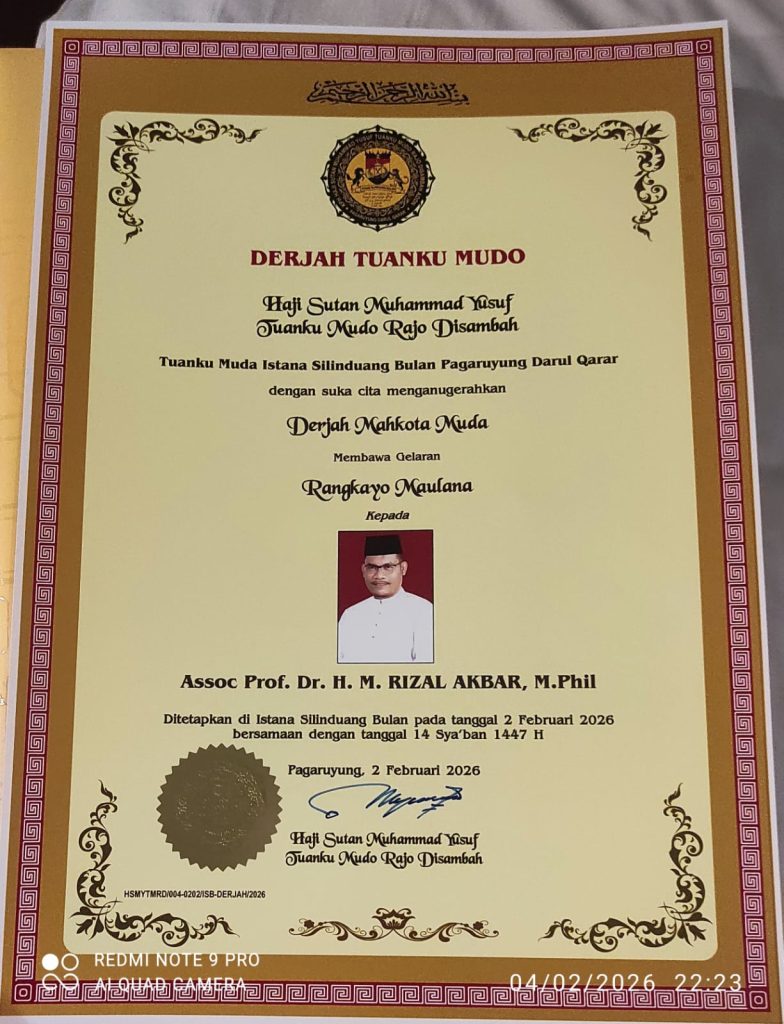 بسم الله الرحمن الرحيم
DERJAH TUANKU MUDO
Haji Sutan Muhammad Yusuf
Tuanku Mudo Rajo Disambah
Tuanku Muda Istana Silinduang Bulan Pagaruyung Darul Qarar
dengan suka cita menganugerahkan
Derjah Mahkota Muda
Membawa Gelaran
Rangkayo Maulana
Kepada
Assoc Prof. Dr. H. M. RIZAL AKBAR, M.Phil
Ditetapkan di Istana Silinduang Bulan pada tanggal 2 Februari 2026
bersamaan dengan tanggal 14 Sya'ban 1447 H
Pagaruyung, 2 Februari 2026
Haji Sutan Muhammad Yusuf
Tuanku Mudo Rajo Disambah
HSMYTMRD/004-0202/ISB-DERJAH/2026
REDMI NOTE 9 PRO
AI QUAD CAMERA
04/02/2026 22:23